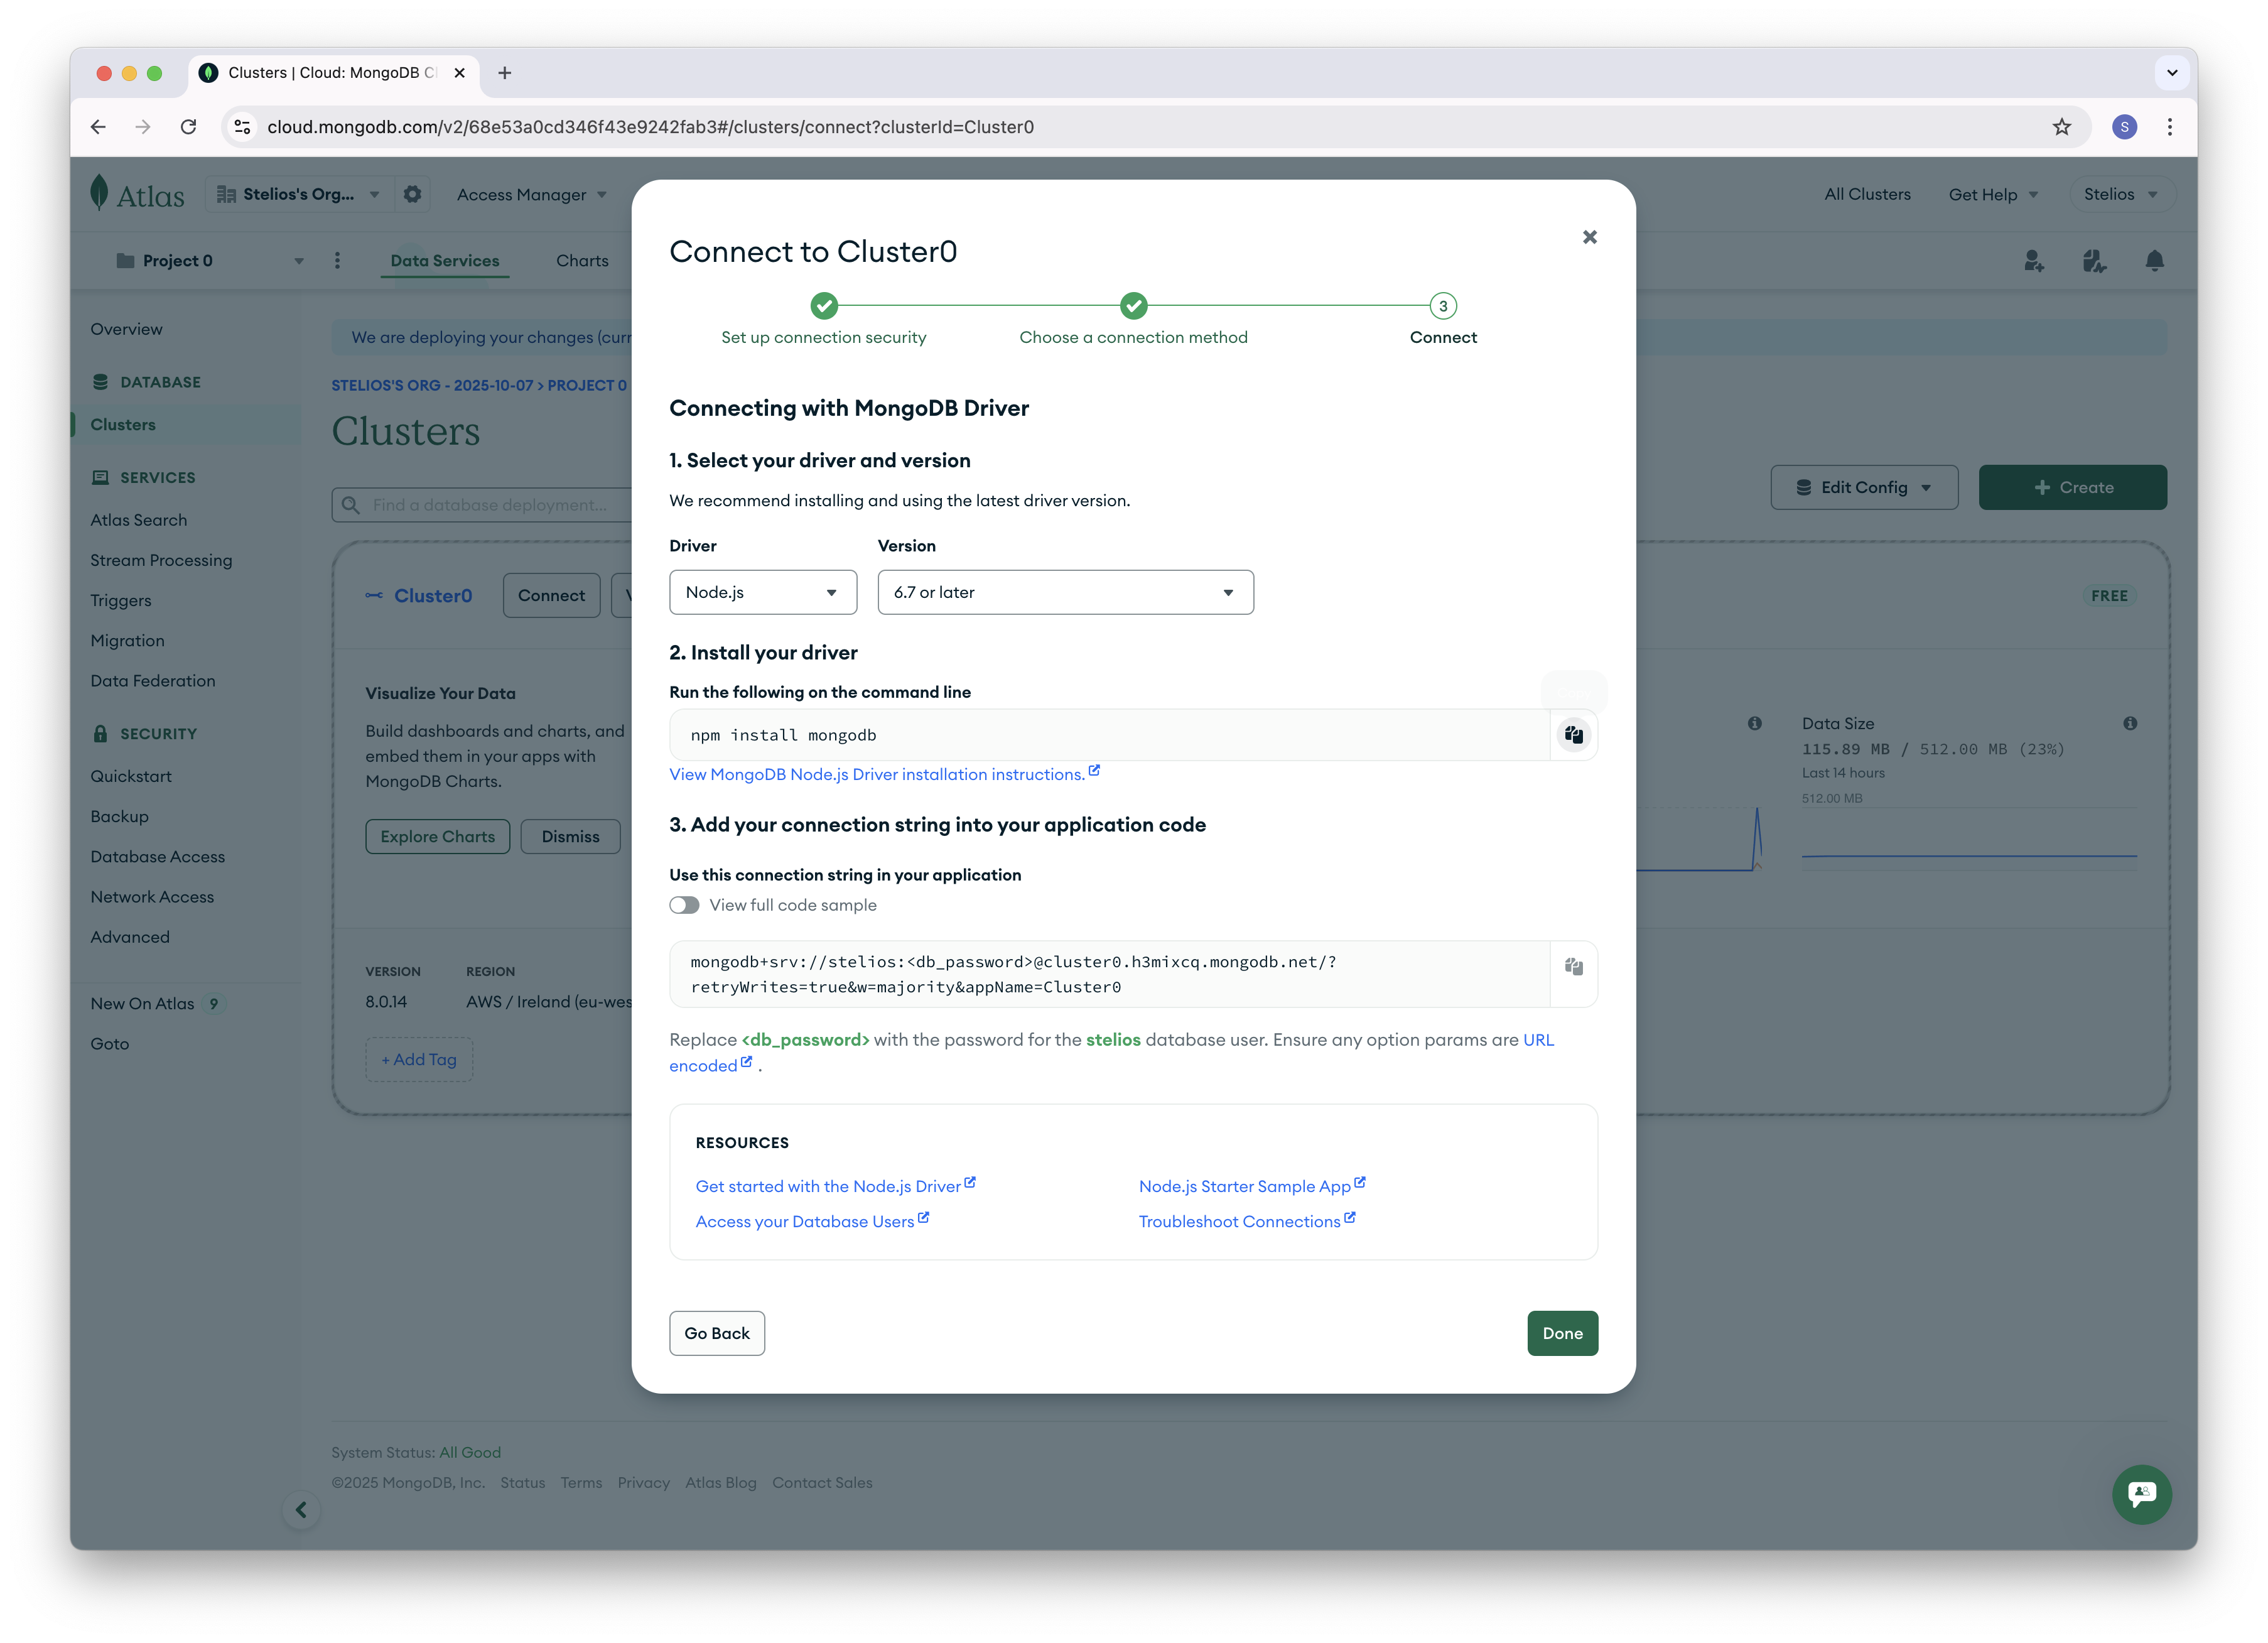 Clusters | Cloud: MongoDB Cl
cloud.mongodb.com/v2/68e53a0cd346f43e9242fab3#/clusters/connect?clusterId=Cluster0
S
Atlas
Stelios's Org...
Access Manager
All Clusters
Get Help
Stelios
Project 0
Data Services
Charts
Overview
DATABASE
Clusters
SERVICES
Atlas Search
Stream Processing
Triggers
Migration
Data Federation
SECURITY
Quickstart
Backup
Database Access
Network Access
Advanced
New On Atlas 9
Goto
We are deploying your changes (curr
STELIOS'S ORG - 2025-10-07 > PROJECT 0
Clusters
Find a database deployment...
Edit Config
+ Create
Cluster0
Connect
V
FREE
Visualize Your Data
Build dashboards and charts, and
embed them in your apps with
MongoDB Charts.
Explore Charts
Dismiss
Data Size
115.89 MB / 512.00 MB (23%)
Last 14 hours
512.00 MB
VERSION
REGION
8.0.14
AWS / Ireland (eu-wes
+ Add Tag
Connect to Cluster0
Set up connection security
Choose a connection method
3
Connect
Connecting with MongoDB Driver
1. Select your driver and version
We recommend installing and using the latest driver version.
Driver
Version
Node.js
6.7 or later
2. Install your driver
Run the following on the command line
npm install mongodb
View MongoDB Node.js Driver installation instructions.
3. Add your connection string into your application code
Use this connection string in your application
View full code sample
mongodb+srv://stelios:<db_password>@cluster0.h3mixcq.mongodb.net/?
retryWrites=true&w=majority&appName=Cluster0
Replace <db_password> with the password for the stelios database user. Ensure any option params are URL
encoded .
RESOURCES
Get started with the Node.js Driver
Node.js Starter Sample App
Access your Database Users
Troubleshoot Connections
Go Back
Done
System Status: All Good
©2025 MongoDB, Inc. Status Terms Privacy Atlas Blog Contact Sales